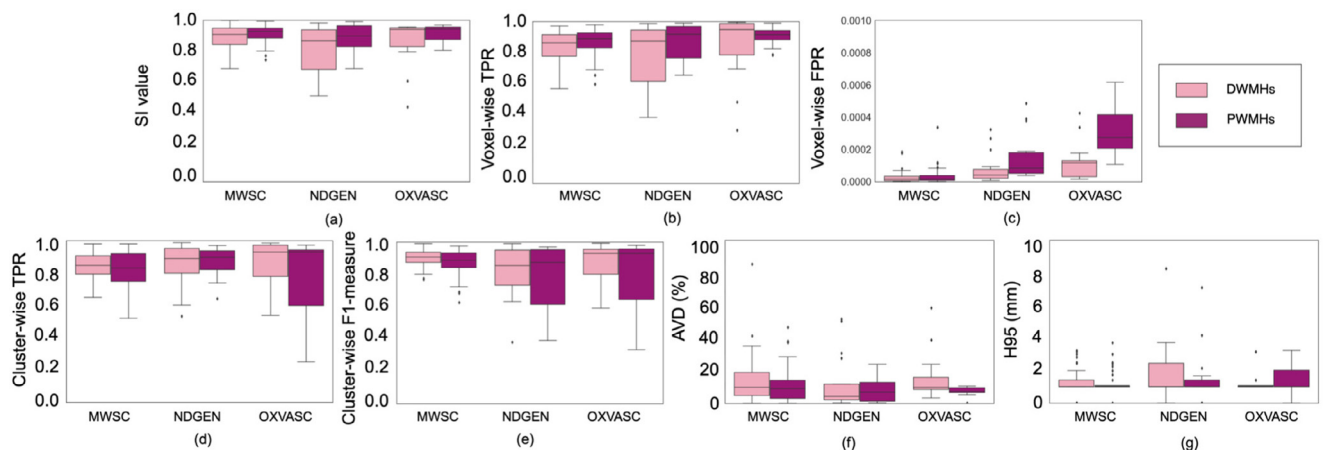 SI value
1.0
0.8
0.6
0.4
0.2
0.0
MWSC NDGEN OXVASC
(a)
Voxel-wise TPR
1.0
0.8
0.6
0.4
0.2
0.0
MWSC NDGEN OXVASC
(b)
Voxel-wise FPR
0.0010
0.0008
0.0006
0.0004
0.0002
0.0000
MWSC NDGEN OXVASC
(c)
DWMHs
PWMHs
Cluster-wise TPR
1.0
0.8
0.6
0.4
0.2
0.0
MWSC NDGEN OXVASC
(d)
Cluster-wise F1-measure
1.0
0.8
0.6
0.4
0.2
0.0
MWSC NDGEN OXVASC
(e)
AVD (%)
100
80
60
40
20
0
MWSC NDGEN OXVASC
(f)
H95 (mm)
10
8
6
4
2
0
MWSC NDGEN OXVASC
(g)